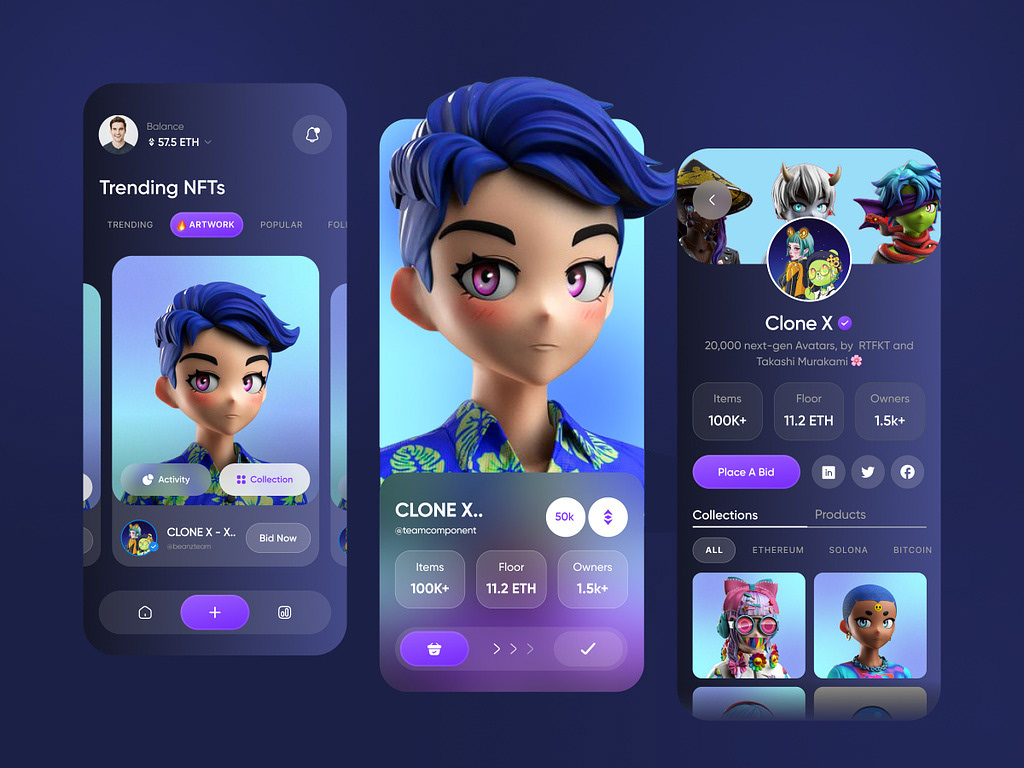 Balance
57.5 ETH
Trending NFTs
TRENDING
ARTWORK
POPULAR
FOLL
Activity
Collection
CLONE X - X..
@beanzteam
Bid Now
CLONE X..
@teamcomponent
50k
Items
100K+
Floor
11.2 ETH
Owners
1.5k+
Clone X
20,000 next-gen Avatars, by RTFKT and
Takashi Murakami 🌸
Items
100K+
Floor
11.2 ETH
Owners
1.5k+
Place A Bid
in
Collections
Products
ALL
ETHEREUM
SOLONA
BITCOIN